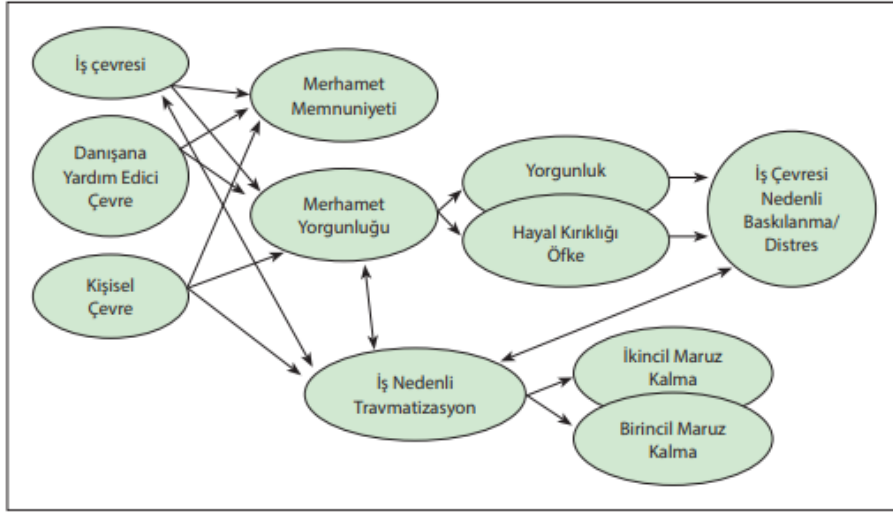 İş çevresi
Merhamet
Memnuniyeti
Danışana
Yardım Edici
Çevre
Merhamet
Yorgunluğu
Yorgunluk
Hayal Kırıklığı
Öfke
İş Çevresi
Nedenli
Baskılanma/
Distres
Kişisel
Çevre
İş Nedenli
Travmatizasyon
İkincil Maruz
Kalma
Birincil Maruz
Kalma